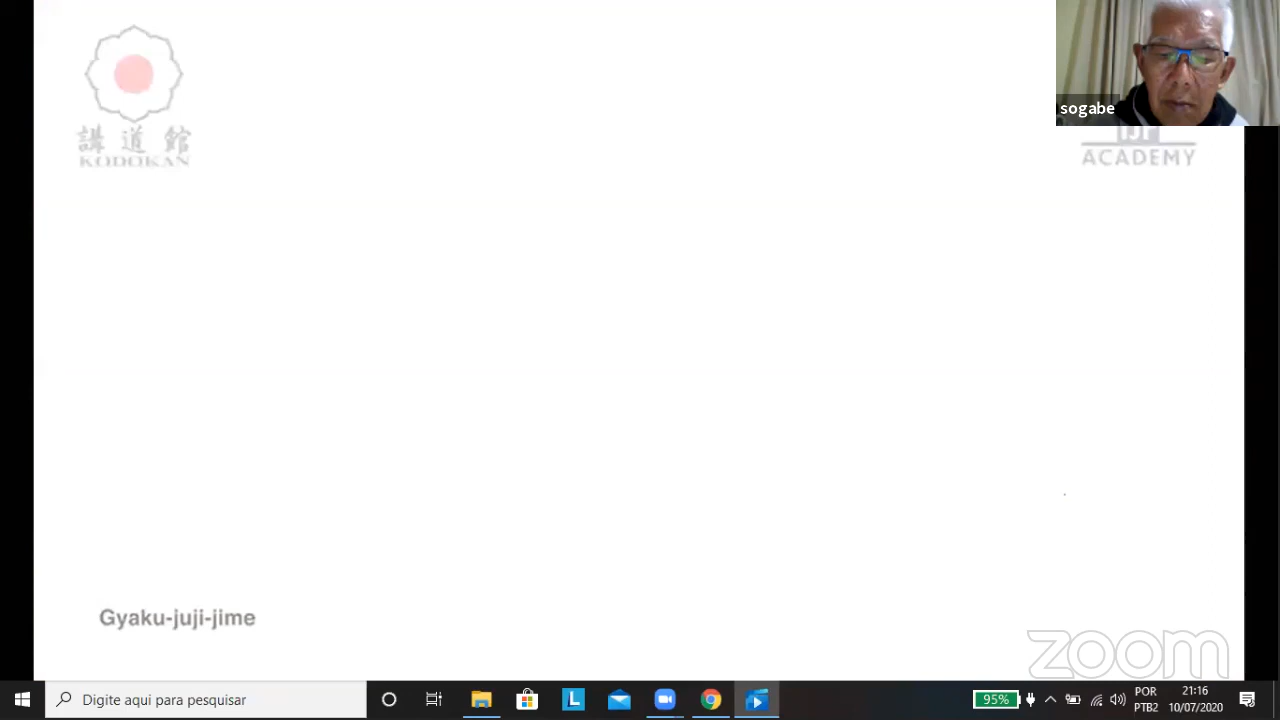 sogabe
講道館
KODOKAN
IJF
ACADEMY
Gyaku-juji-jime
zoom
Digite aqui para pesquisar
L
95%
POR
PTB2
21:16
10/07/2020